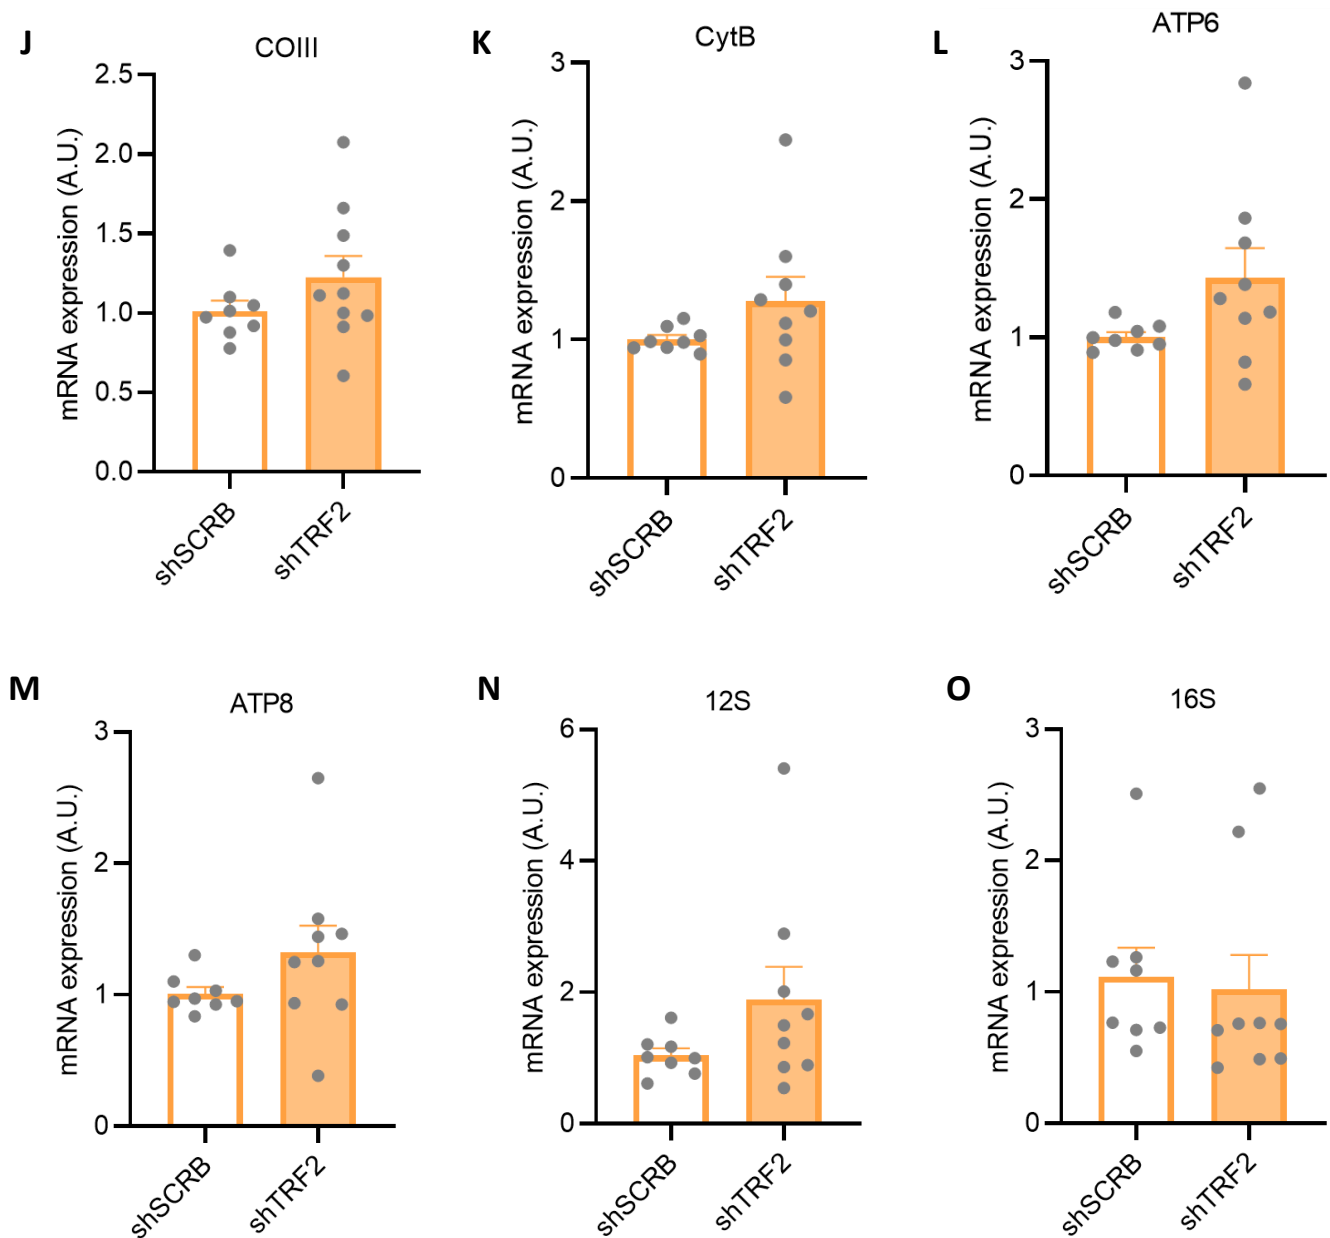 J
COIII
mRNA expression (A.U.)
2.5
2.0
1.5
1.0
0.5
0.0
shSCRB
shTRF2
K
CytB
mRNA expression (A.U.)
3
2
1
0
shSCRB
shTRF2
L
ATP6
mRNA expression (A.U.)
3
2
1
0
shSCRB
shTRF2
M
ATP8
mRNA expression (A.U.)
3
2
1
0
shSCRB
shTRF2
N
12S
mRNA expression (A.U.)
6
4
2
0
shSCRB
shTRF2
O
16S
mRNA expression (A.U.)
3
2
1
0
shSCRB
shTRF2